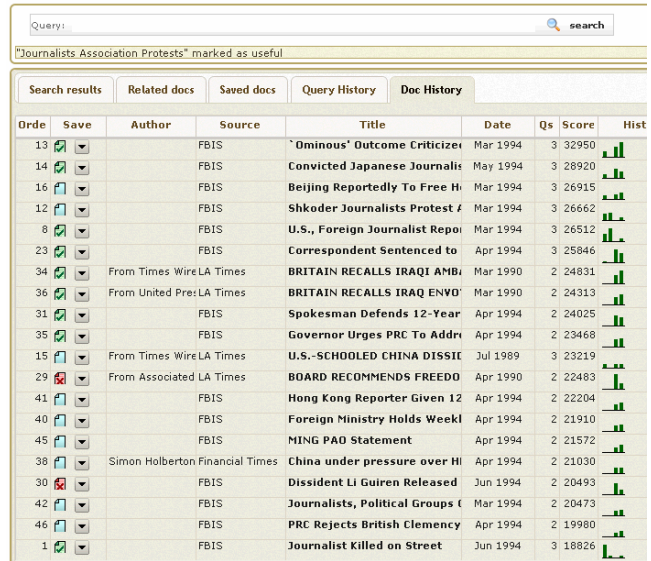 Query: search
"Journalists Association Protests" marked as useful
Search results Related docs Saved docs Query History Doc History
Orde Save Author Source Title Date Qs Score Hist
13 FBIS `Ominous' Outcome Criticize Mar 1994 3 32950
14 FBIS Convicted Japanese Journalis May 1994 3 28920
16 FBIS Beijing Reportedly To Free H Mar 1994 3 26915
12 FBIS Shkoder Journalists Protest A Mar 1994 3 26662
8 FBIS U.S., Foreign Journalist Repo Mar 1994 3 26512
23 FBIS Correspondent Sentenced to Apr 1994 3 25846
34 From Times Wire LA Times BRITAIN RECALLS IRAQI AMB Mar 1990 2 24831
36 From United Pres LA Times BRITAIN RECALLS IRAQ ENVO Mar 1990 2 24313
31 FBIS Spokesman Defends 12-Year Apr 1994 2 24025
35 FBIS Governor Urges PRC To Addr Apr 1994 2 23468
15 From Times Wire LA Times U.S.-SCHOOLED CHINA DISSID Jul 1989 3 23219
29 From Associated LA Times BOARD RECOMMENDS FREEDO Apr 1990 2 22483
41 FBIS Hong Kong Reporter Given 12 Apr 1994 2 22204
40 FBIS Foreign Ministry Holds Weekl Apr 1994 2 21910
45 FBIS MING PAO Statement Apr 1994 2 21572
38 Simon Holberton Financial Times China under pressure over H Apr 1994 2 21030
30 FBIS Dissident Li Guiren Released Jun 1994 2 20493
42 FBIS Journalists, Political Groups Mar 1994 2 20473
46 FBIS PRC Rejects British Clemency Apr 1994 2 19980
1 FBIS Journalist Killed on Street Jun 1994 3 18826